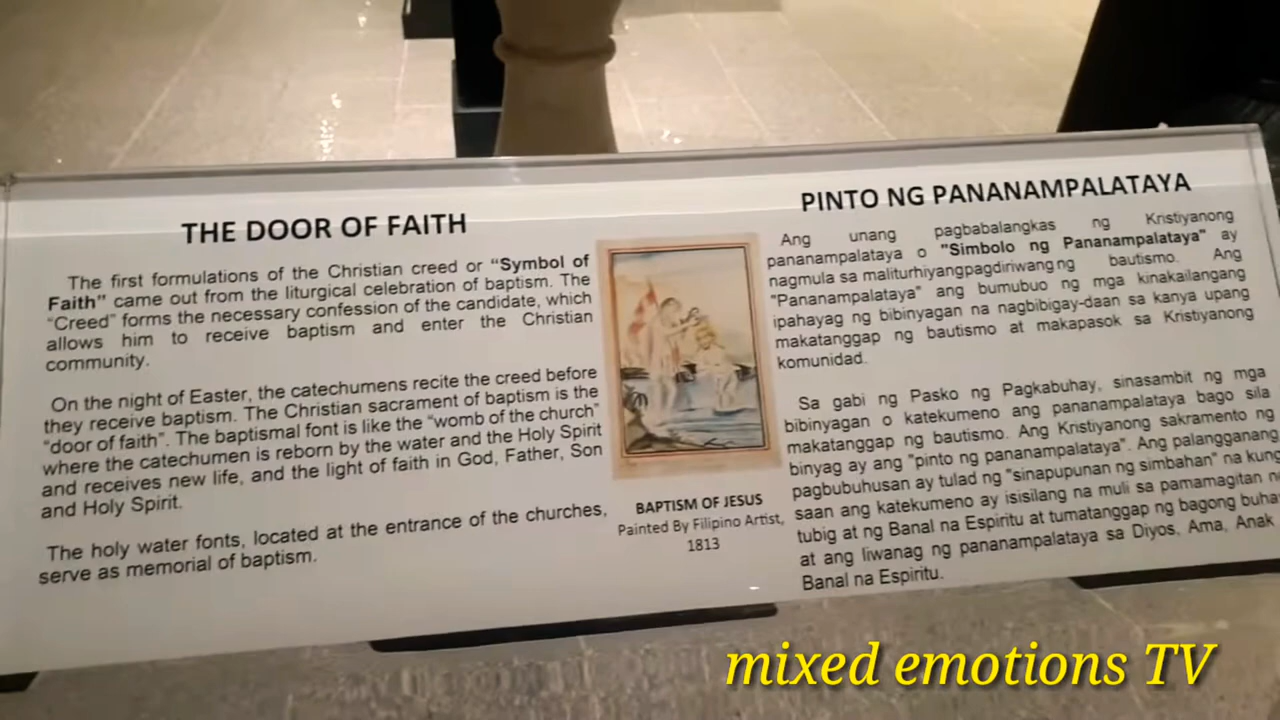 THE DOOR OF FAITH
The first formulations of the Christian creed or “Symbol of
Faith” came out from the liturgical celebration of baptism. The
“Creed” forms the necessary confession of the candidate, which
allows him to receive baptism and enter the Christian
community.
On the night of Easter, the catechumens recite the creed before
they receive baptism. The Christian sacrament of baptism is the
“door of faith”. The baptismal font is like the “womb of the church”
where the catechumen is reborn by the water and the Holy Spirit
and receives new life, and the light of faith in God, Father, Son
and Holy Spirit.
The holy water fonts, located at the entrance of the churches,
serve as memorial of baptism.
BAPTISM OF JESUS
Painted By Filipino Artist,
1813
PINTO NG PANANAMPALATAYA
Ang unang pagbabalangkas ng Kristiyanong
pananampalataya o "Simbolo ng Pananampalataya" ay
nagmula sa maliturhiyang pagdiriwang ng bautismo. Ang
"Pananampalataya" ang bumubuo ng mga kinakailangang
ipahayag ng bibinyagan na nagbibigay-daan sa kanya upang
makatanggap ng bautismo at makapasok sa Kristiyanong
komunidad.
Sa gabi ng Pasko ng Pagkabuhay, sinasambit ng mga
bibinyagan o katekumeno ang pananampalataya bago sila
makatanggap ng bautismo. Ang Kristiyanong sakramento ng
binyag ay ang "pinto ng pananampalataya". Ang palangganang
pagbubuhusan ay tulad ng "sinapupunan ng simbahan" na kung
saan ang katekumeno ay isisilang na muli sa pamamagitan
tubig at ng Banal na Espiritu at tumatanggap ng bagong
at ang liwanag ng pananampalataya sa Diyos, Ama, Anak
Banal na Espiritu.
mixed emotions TV